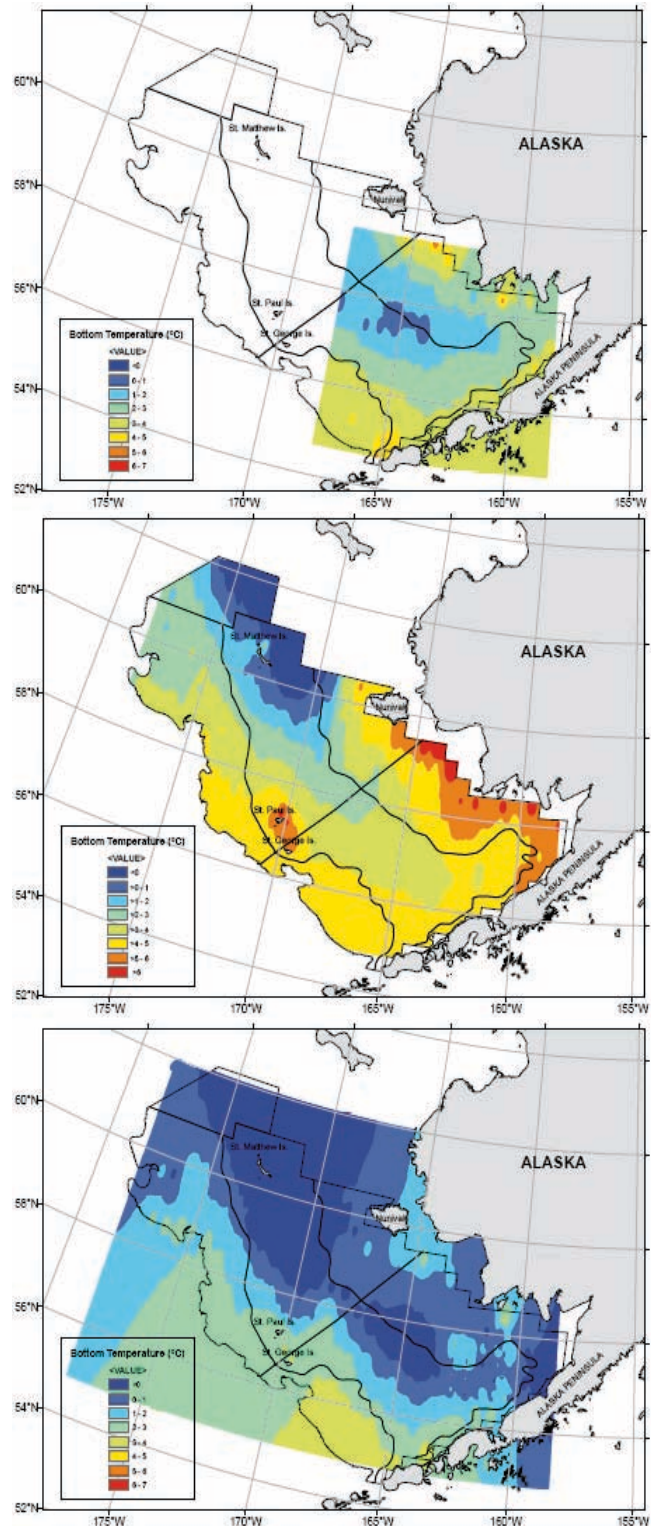 60°N
58°N
56°N
54°N
52°N
175°W
170°W
165°W
160°W
155°W
ALASKA
St. Matthew Is.
Nunivak
St. Paul Is.
St. George Is.
ALASKA PENINSULA
Bottom Temperature (°C)
<VALUE>
<0
0 - 1
1 - 2
2 - 3
3 - 4
4 - 5
5 - 6
6 - 7
60°N
58°N
56°N
54°N
52°N
175°W
170°W
165°W
160°W
155°W
ALASKA
St. Matthew Is.
Nunivak
St. Paul Is.
St. George Is.
ALASKA PENINSULA
Bottom Temperature (°C)
<VALUE>
<0
>0 - 1
>1 - 2
>2 - 3
>3 - 4
>4 - 5
>5 - 6
>6
60°N
58°N
56°N
54°N
52°N
175°W
170°W
165°W
160°W
155°W
ALASKA
St. Matthew Is.
Nunivak
St. Paul Is.
St. George Is.
ALASKA PENINSULA
Bottom Temperature (°C)
<VALUE>
<0
0 - 1
1 - 2
2 - 3
3 - 4
4 - 5
5 - 6
6 - 7